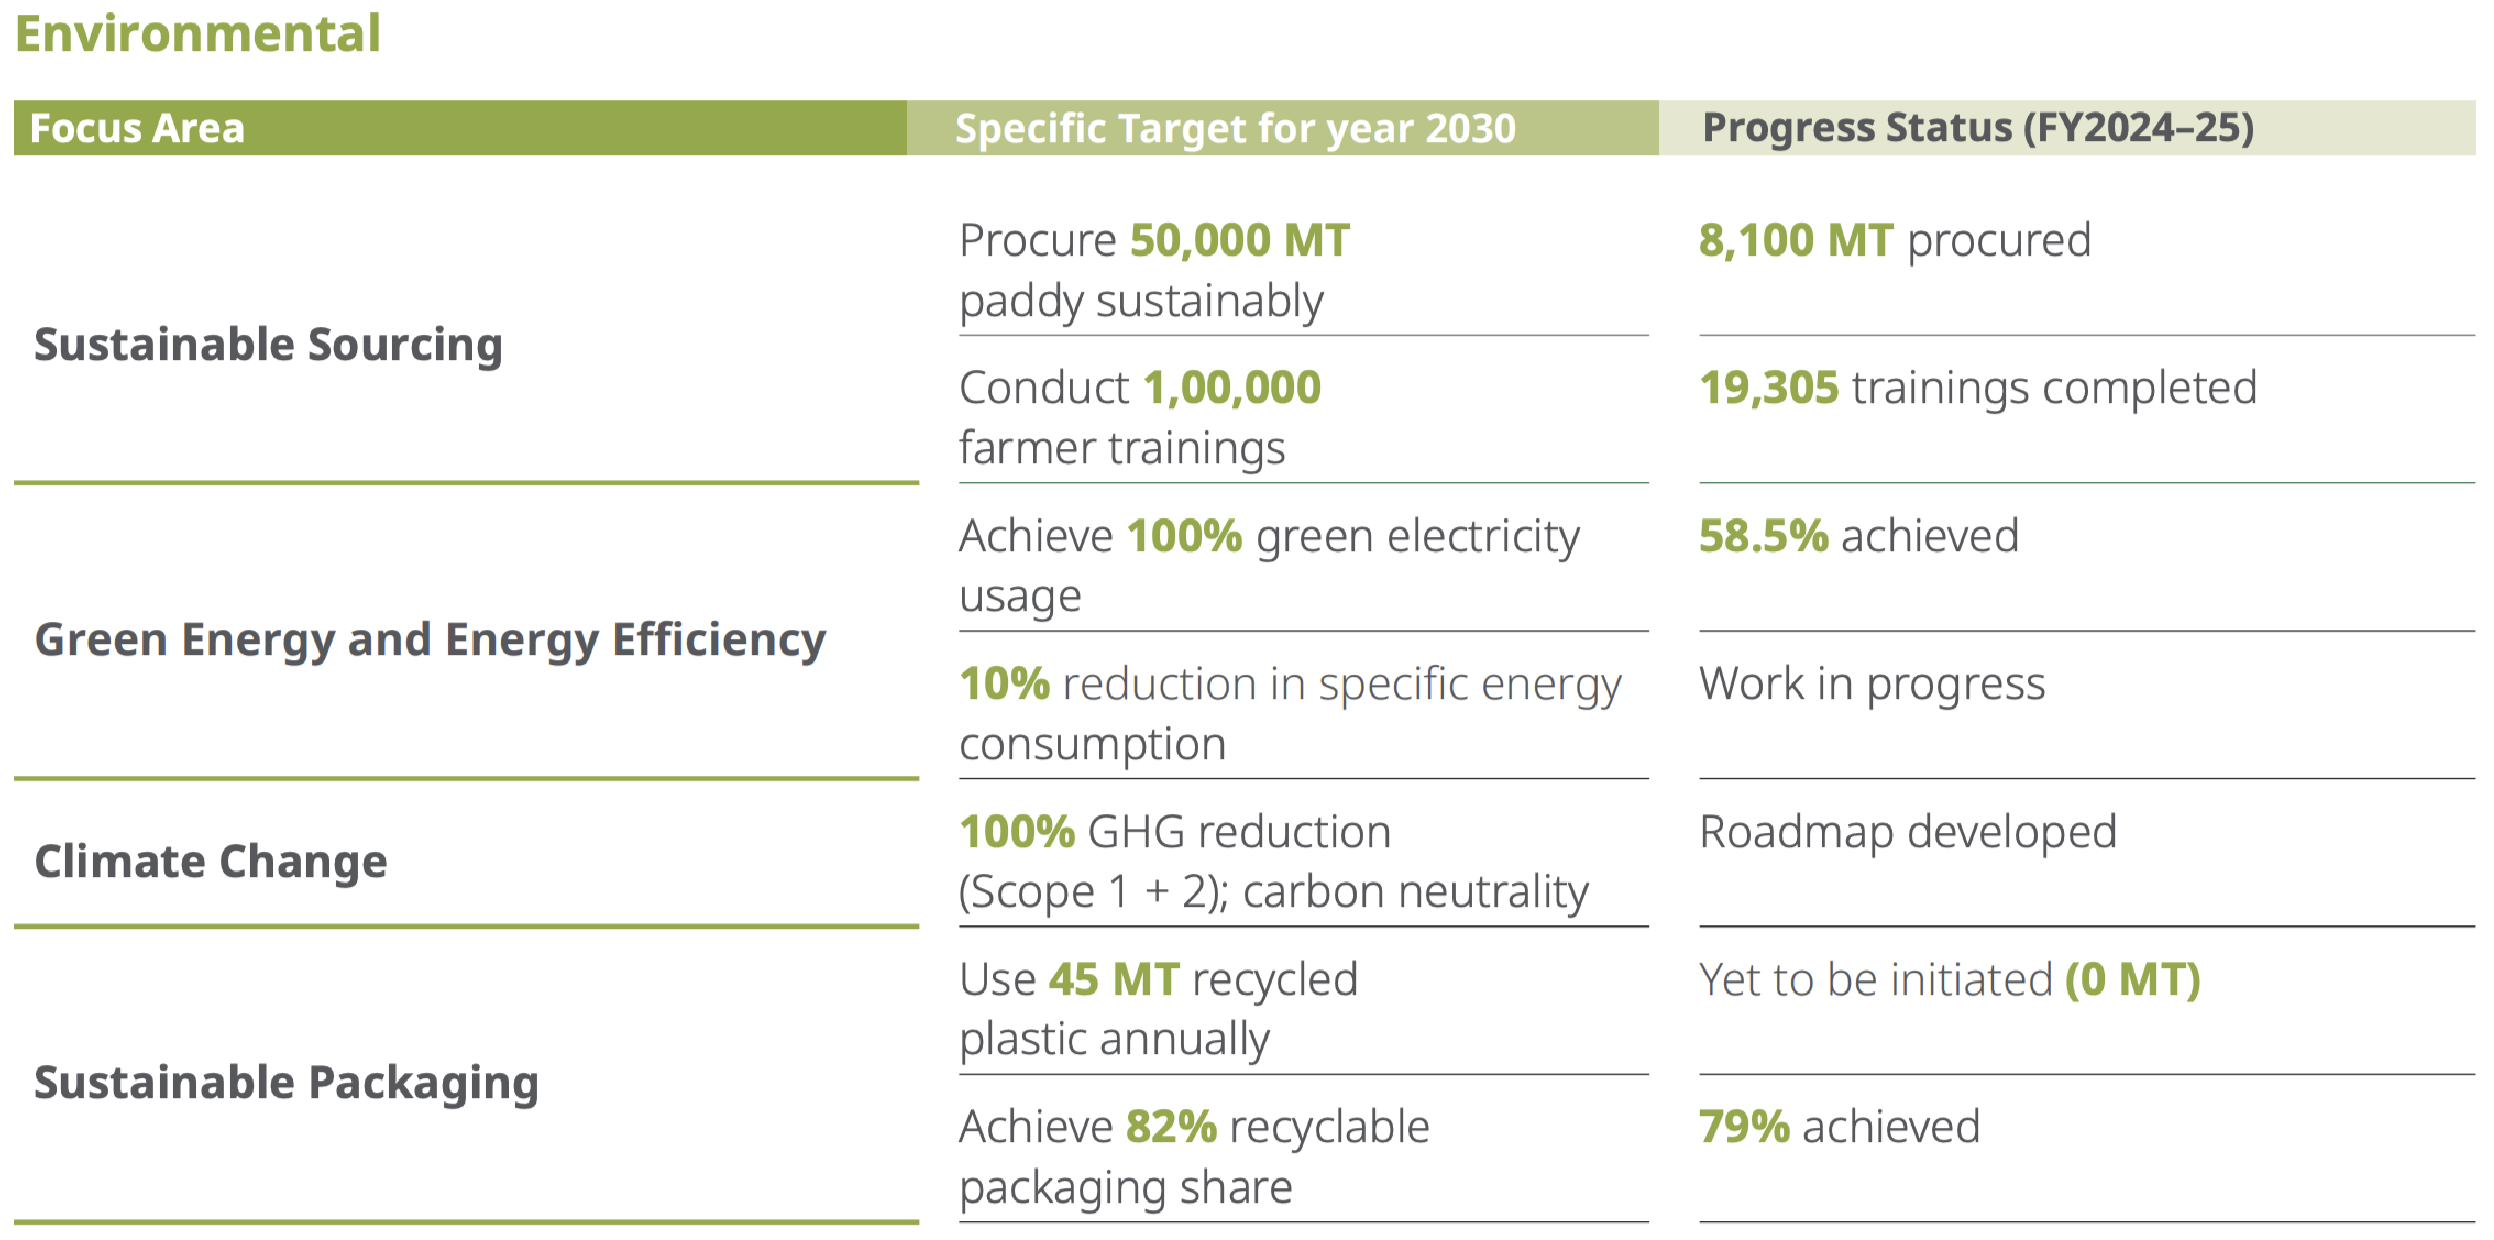 Environmental
Focus Area
Specific Target for year 2030
Progress Status (FY2024–25)
Sustainable Sourcing
Procure 50,000 MT
paddy sustainably
8,100 MT procured
Conduct 1,00,000
farmer trainings
19,305 trainings completed
Green Energy and Energy Efficiency
Achieve 100% green electricity
usage
58.5% achieved
10% reduction in specific energy
consumption
Work in progress
Climate Change
100% GHG reduction
(Scope 1 + 2); carbon neutrality
Roadmap developed
Sustainable Packaging
Use 45 MT recycled
plastic annually
Yet to be initiated (0 MT)
Achieve 82% recyclable
packaging share
79% achieved